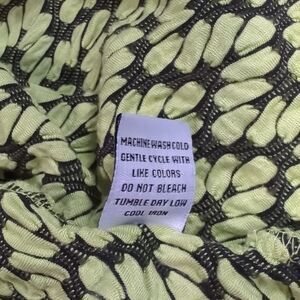 MACHINE WASH COLD
GENTLE CYCLE WITH
LIKE COLORS
DO NOT BLEACH
TUMBLE DRY LOW
COOL IRON